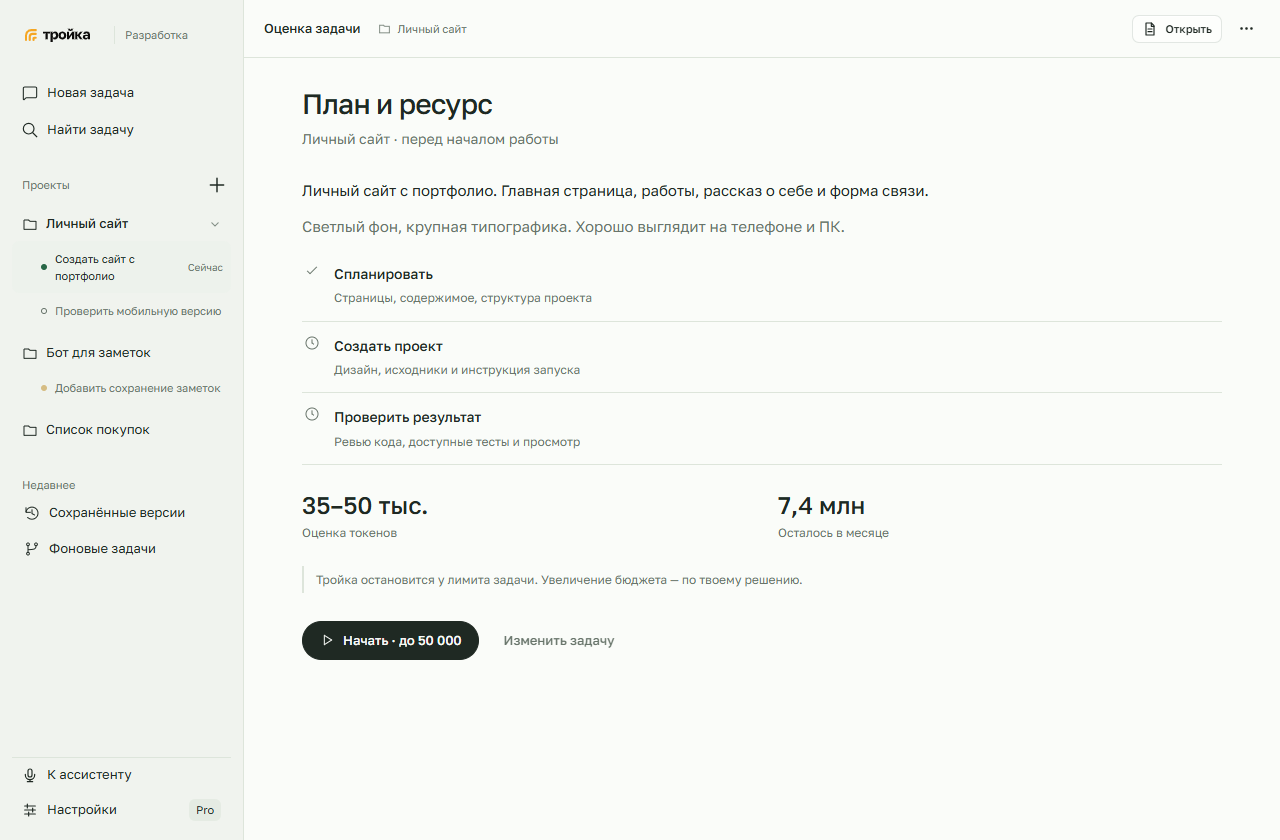 тройка
Разработка
Новая задача
Найти задачу
Проекты
Личный сайт
Создать сайт с
портфолио
Сейчас
Проверить мобильную версию
Бот для заметок
Добавить сохранение заметок
Список покупок
Недавнее
Сохранённые версии
Фоновые задачи
К ассистенту
Настройки
Pro
Оценка задачи
Личный сайт
Открыть
План и ресурс
Личный сайт · перед началом работы
Личный сайт с портфолио. Главная страница, работы, рассказ о себе и форма связи.
Светлый фон, крупная типографика. Хорошо выглядит на телефоне и ПК.
Спланировать
Страницы, содержимое, структура проекта
Создать проект
Дизайн, исходники и инструкция запуска
Проверить результат
Ревью кода, доступные тесты и просмотр
35–50 тыс.
Оценка токенов
7,4 млн
Осталось в месяце
Тройка остановится у лимита задачи. Увеличение бюджета — по твоему решению.
Начать · до 50 000
Изменить задачу